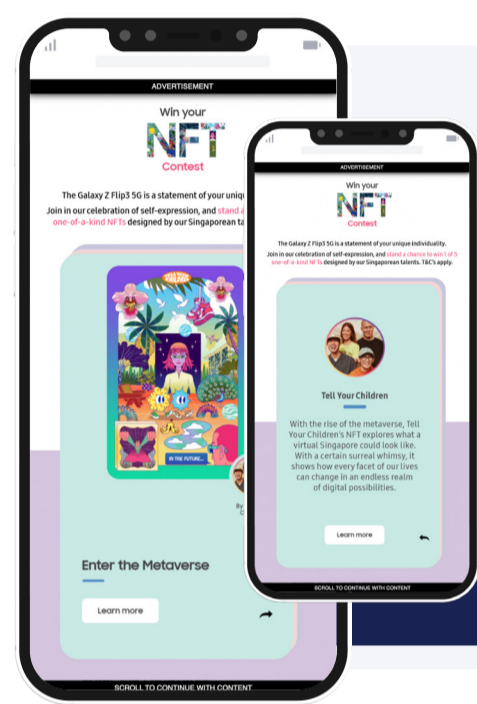 ADVERTISEMENT
Win your
NFT
Contest
The Galaxy Z Flip3 5G is a statement of your
Join in our celebration of self-expression, and stand
one-of-a-kind NFTs designed by our Singaporean
IN THE FUTURE...
By
Enter the Metaverse
Learn more
SCROLL TO CONTINUE WITH CONTENT
ADVERTISEMENT
Win your
NFT
Contest
The Galaxy Z Flip3 5G is a statement of your unique individuality.
Join in our celebration of self-expression, and stand a chance to win 1 of 5
one-of-a-kind NFTs designed by our Singaporean talents. T&C's apply.
Tell Your Children
With the rise of the metaverse, Tell
Your Children's NFT explores what a
virtual Singapore could look like.
With a certain surreal whimsy, it
shows how every facet of our lives
can change in an endless realm
of digital possibilities.
Learn more
SCROLL TO CONTINUE WITH CONTENT